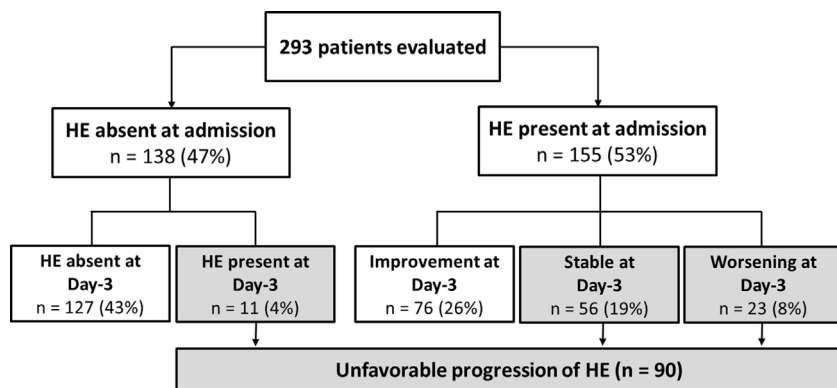 293 patients evaluated
HE absent at admission
n = 138 (47%)
HE present at admission
n = 155 (53%)
HE absent at
Day-3
n = 127 (43%)
HE present at
Day-3
n = 11 (4%)
Improvement at
Day-3
n = 76 (26%)
Stable at
Day-3
n = 56 (19%)
Worsening at
Day-3
n = 23 (8%)
Unfavorable progression of HE (n = 90)